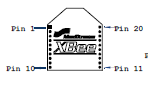 Pin 1
Pin 20
MaxStream
XBee
Pin 10
Pin 11